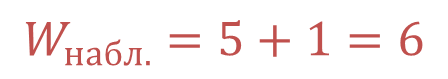 Wнабл. = 5 + 1 = 6